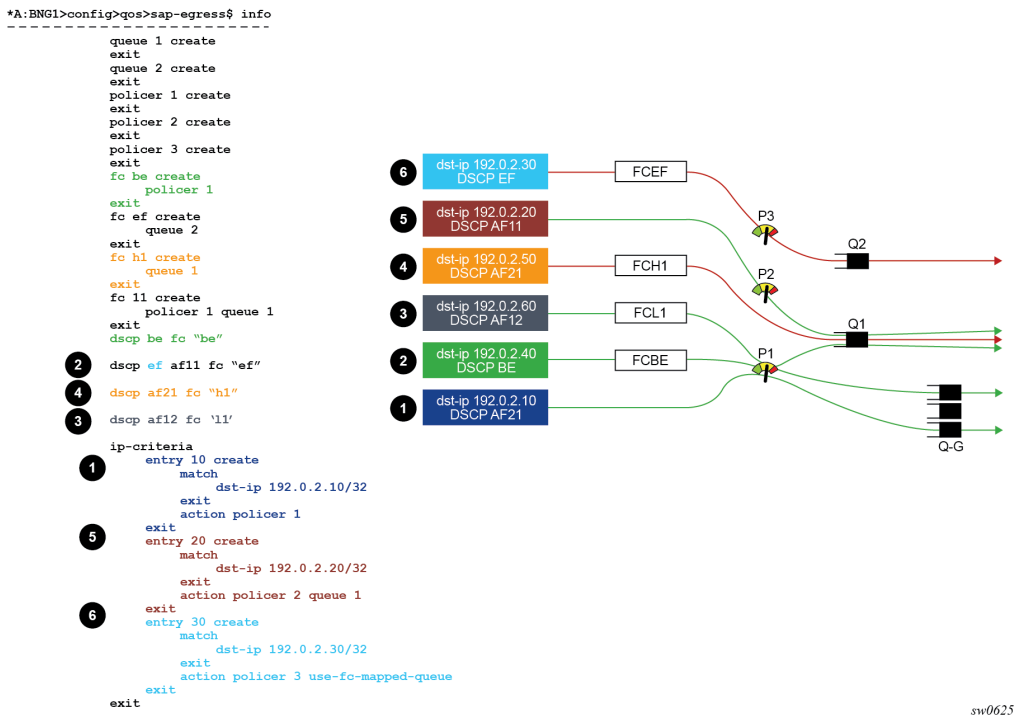 *A:BNG1>config>qos>sap-egress$ info
queue 1 create
exit
queue 2 create
exit
policer 1 create
exit
policer 2 create
exit
policer 3 create
exit
fc be create
policer 1
exit
fc ef create
queue 2
exit
fc h1 create
queue 1
exit
fc l1 create
policer 1 queue 1
exit
dscp be fc “be”
2 dscp ef af11 fc “ef”
4 dscp af21 fc “h1”
3 dscp af12 fc ‘l1’
ip-criteria
1 entry 10 create
match
dst-ip 192.0.2.10/32
exit
action policer 1
exit
5 entry 20 create
match
dst-ip 192.0.2.20/32
exit
action policer 2 queue 1
exit
6 entry 30 create
match
dst-ip 192.0.2.30/32
exit
action policer 3 use-fc-mapped-queue
exit
exit
6 dst-ip 192.0.2.30 FCEF
DSCP EF
5 dst-ip 192.0.2.20
DSCP AF11
4 dst-ip 192.0.2.50 FCH1
DSCP AF21
3 dst-ip 192.0.2.60 FCL1
DSCP AF12
2 dst-ip 192.0.2.40 FCBE
DSCP BE
1 dst-ip 192.0.2.10
DSCP AF21
P3
P2
P1
Q2
Q1
Q-G
sw0625